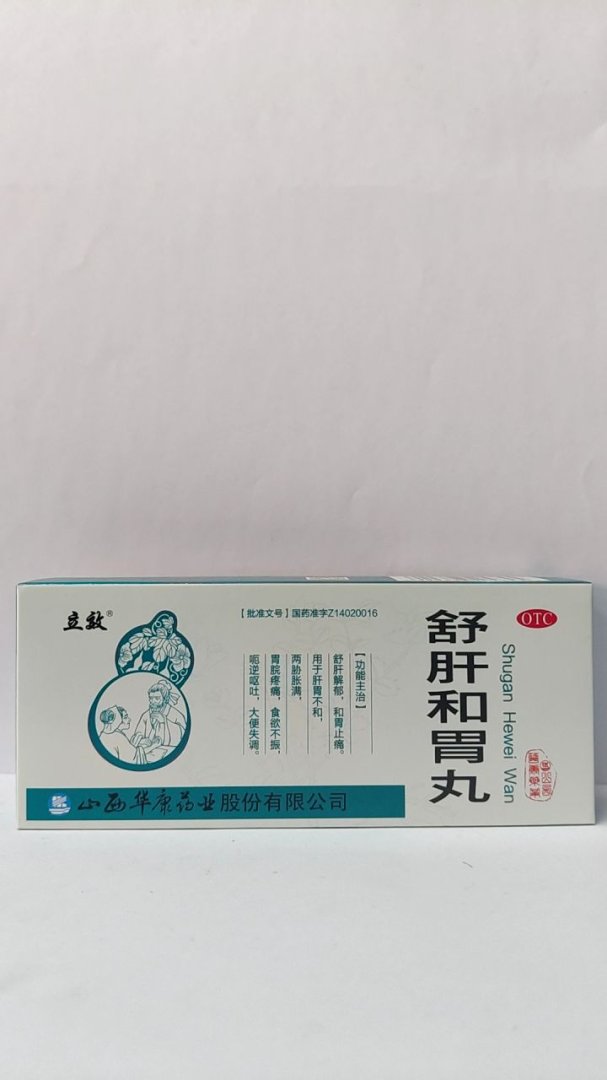 立效®
【批准文号】国药准字Z14020016
【功能主治】
舒肝解郁，和胃止痛。
用于肝胃不和，
两胁胀满，
胃脘疼痛，食欲不振，
呃逆呕吐，大便失调。
舒肝和胃丸
Shugan Hewei Wan
OTC
山西华康药业股份有限公司